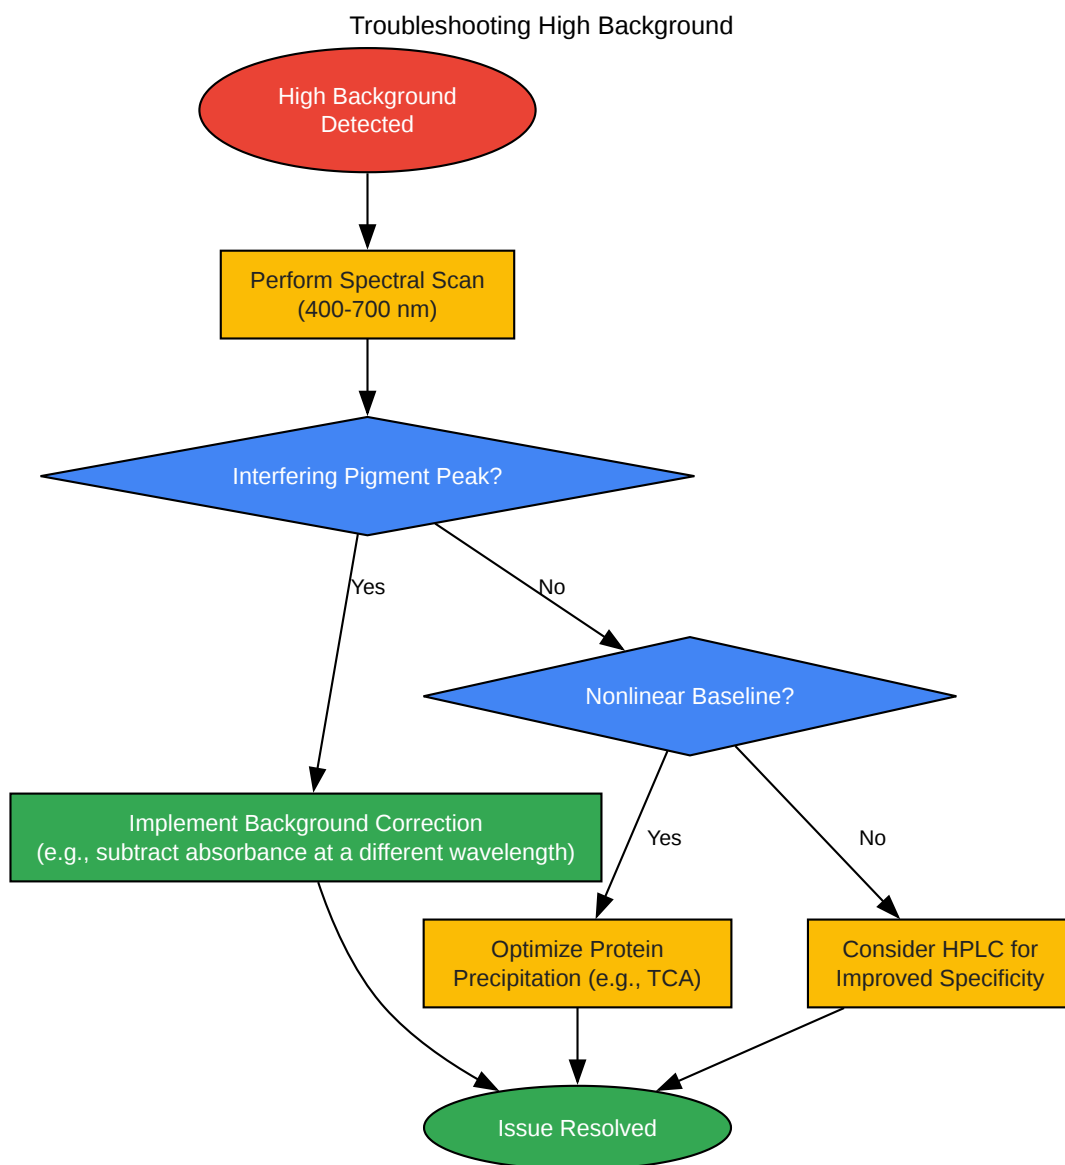 Troubleshooting High Background
High Background
Detected
Perform Spectral Scan
(400-700 nm)
Interfering Pigment Peak?
Yes
No
Nonlinear Baseline?
Implement Background Correction
(e.g., subtract absorbance at a different wavelength)
Yes
No
Optimize Protein
Precipitation (e.g., TCA)
Consider HPLC for
Improved Specificity
Issue Resolved